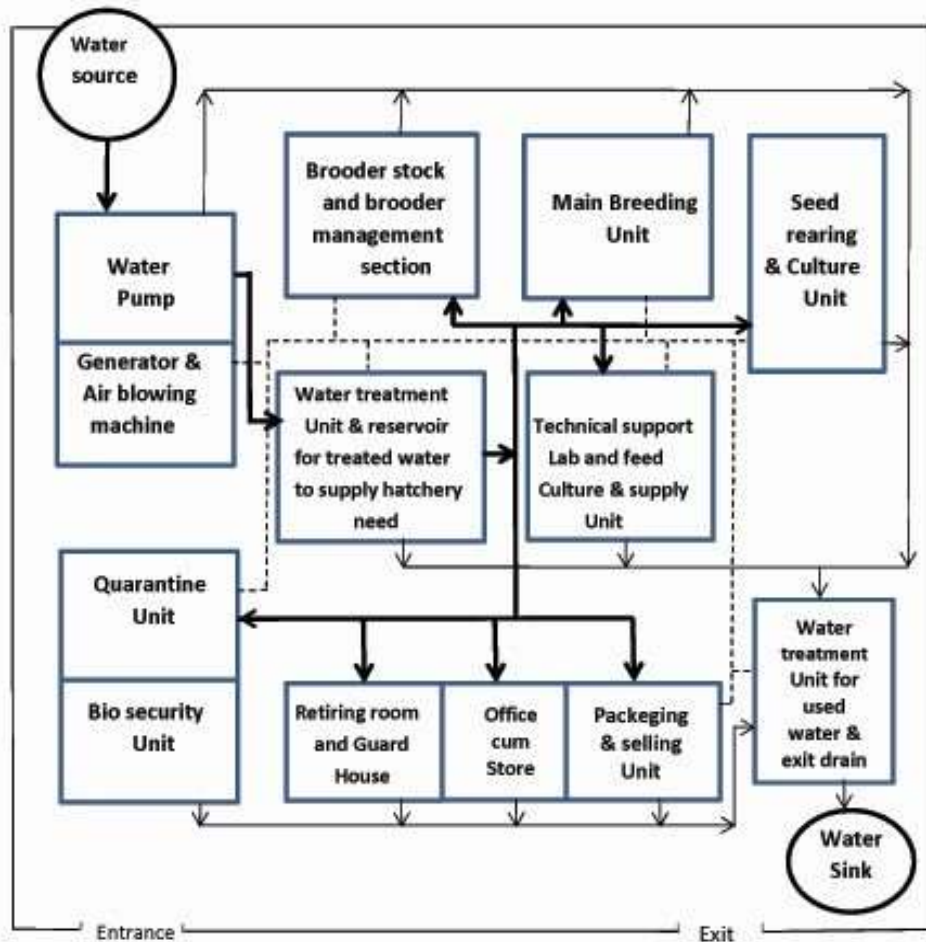 Water
source
Brooder stock
and brooder
management
section
Main Breeding
Unit
Seed
rearing
& Culture
Unit
Water
Pump
Generator &
Air blowing
machine
Water treatment
Unit & reservoir
for treated water
to supply hatchery
need
Technical support
Lab and feed
Culture & supply
Unit
Quarantine
Unit
Bio security
Unit
Retiring room
and Guard
House
Office
cum
Store
Packeging
& selling
Unit
Water
treatment
Unit for
used
water &
exit drain
Water
Sink
Entrance
Exit